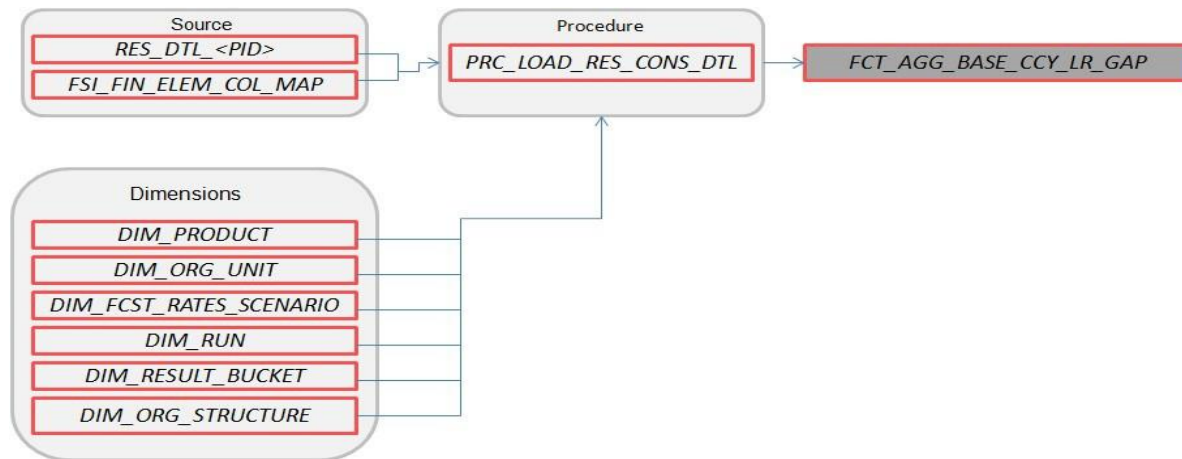 Source
RES_DTL_<PID>
FSI_FIN_ELEM_COL_MAP
Procedure
PRC_LOAD_RES_CONS_DTL
FCT_AGG_BASE_CCY_LR_GAP
Dimensions
DIM_PRODUCT
DIM_ORG_UNIT
DIM_FCST_RATES_SCENARIO
DIM_RUN
DIM_RESULT_BUCKET
DIM_ORG_STRUCTURE